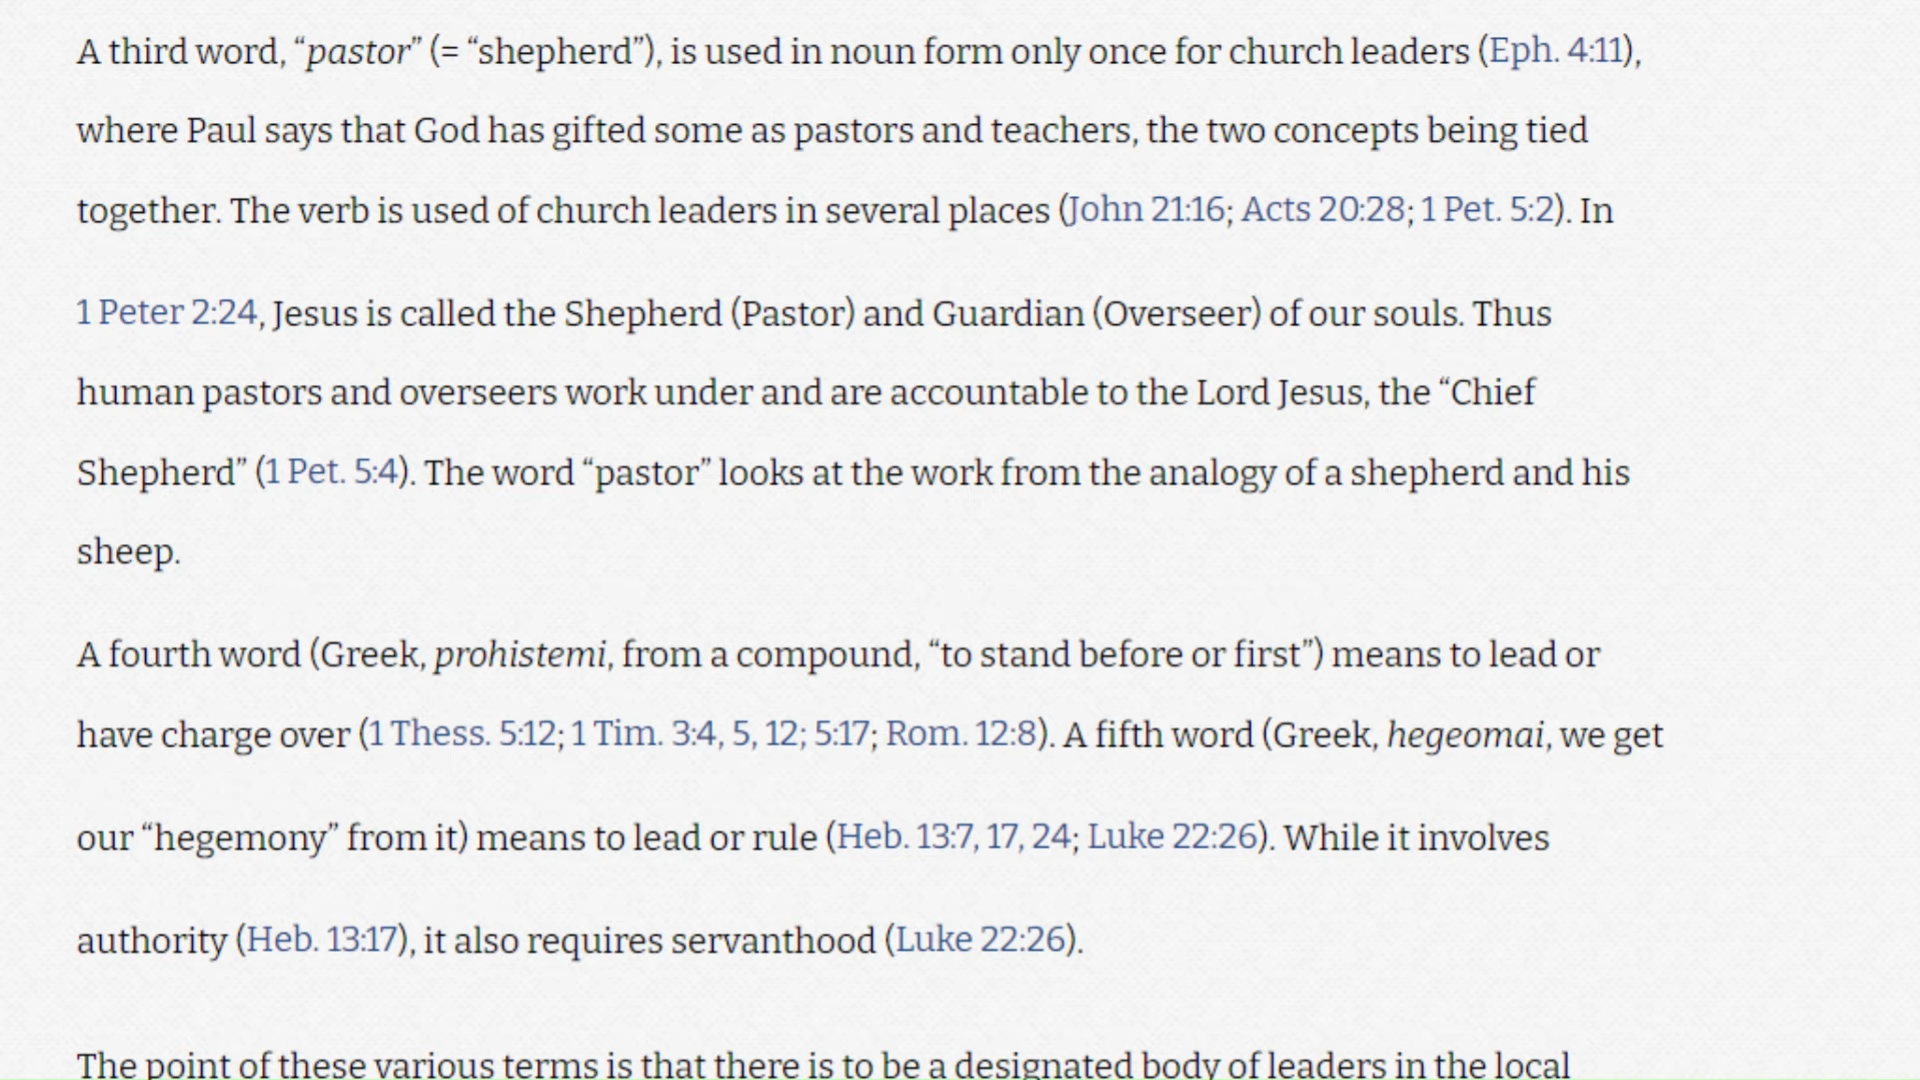 A third word, “pastor” (= “shepherd”), is used in noun form only once for church leaders (Eph. 4:11),
where Paul says that God has gifted some as pastors and teachers, the two concepts being tied
together. The verb is used of church leaders in several places (John 21:16; Acts 20:28; 1 Pet. 5:2). In
1 Peter 2:24, Jesus is called the Shepherd (Pastor) and Guardian (Overseer) of our souls. Thus
human pastors and overseers work under and are accountable to the Lord Jesus, the “Chief
Shepherd” (1 Pet. 5:4). The word “pastor” looks at the work from the analogy of a shepherd and his
sheep.
A fourth word (Greek, prohistemi, from a compound, “to stand before or first”) means to lead or
have charge over (1 Thess. 5:12; 1 Tim. 3:4, 5, 12; 5:17; Rom. 12:8). A fifth word (Greek, hegeomai, we get
our “hegemony” from it) means to lead or rule (Heb. 13:7, 17, 24; Luke 22:26). While it involves
authority (Heb. 13:17), it also requires servanthood (Luke 22:26).
The point of these various terms is that there is to be a designated body of leaders in the local